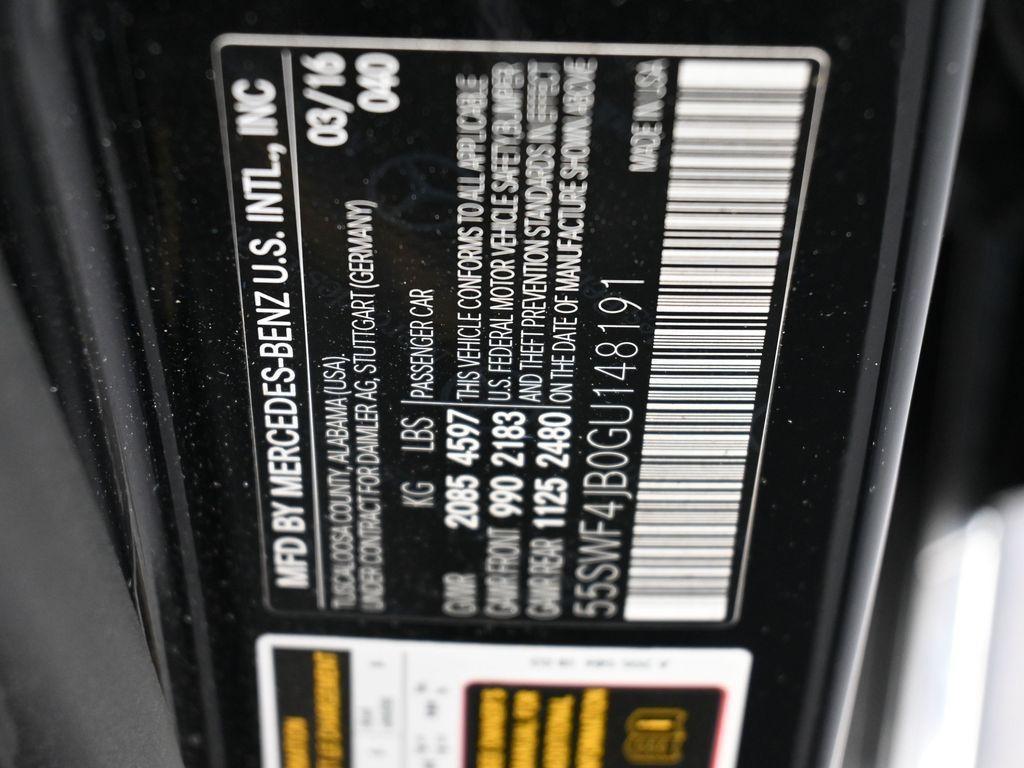 MFD BY MERCEDES-BENZ U.S. INTL., INC
TUSCALOOSA COUNTY, ALABAMA (USA) 03/16
UNDER CONTRACT FOR DAIMLER AG, STUTTGART (GERMANY) 040
KG LBS PASSENGER CAR
GVWR 2085 4597 THIS VEHICLE CONFORMS TO ALL APPLICABLE
GAWR FRONT 990 2183 U.S. FEDERAL MOTOR VEHICLE SAFETY, BUMPER
GAWR REAR 1125 2480 AND THEFT PREVENTION STANDARDS IN EFFECT
ON THE DATE OF MANUFACTURE SHOWN ABOVE
55SWF4JB0GU148191 MADE IN USA